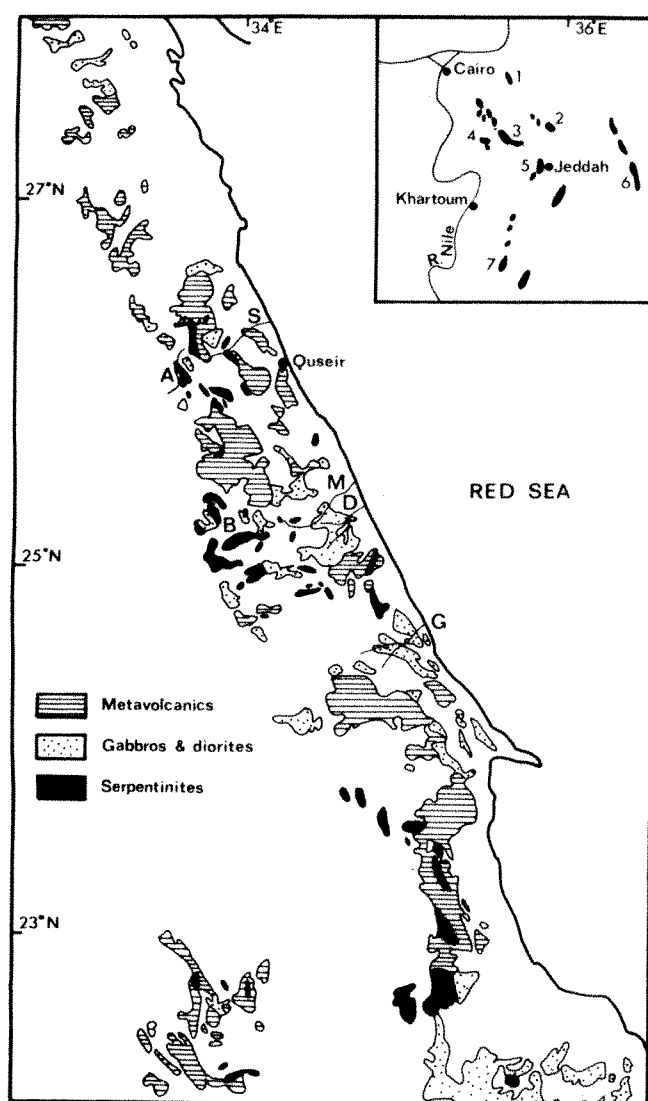 34°E
36°E
Cairo
1
2
3
4
5
Jeddah
6
Khartoum
R. Nile
7
27°N
S
Quseir
A
M
RED SEA
D
B
25°N
G
Metavolcanics
Gabbros & diorites
Serpentinites
23°N